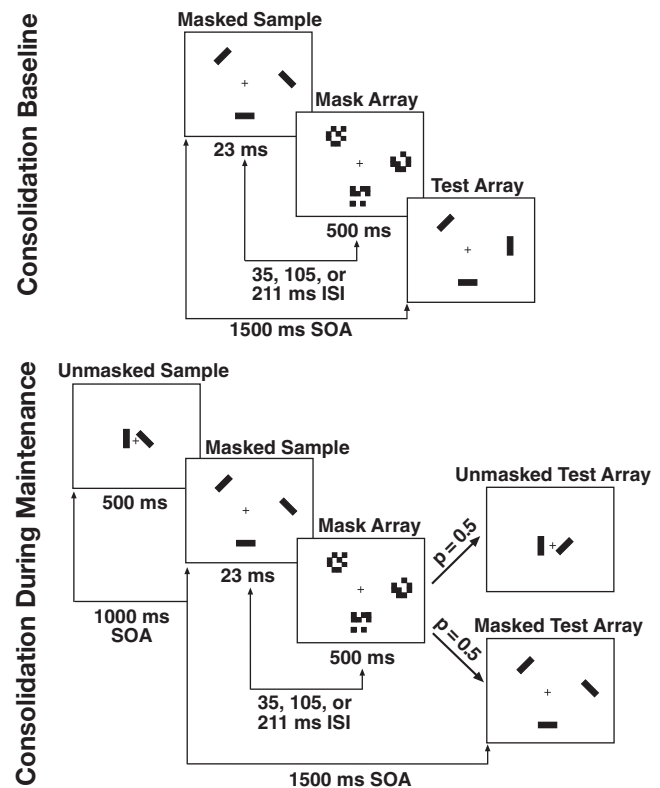 Consolidation Baseline
Masked Sample
23 ms
Mask Array
500 ms
Test Array
35, 105, or
211 ms ISI
1500 ms SOA
Consolidation During Maintenance
Unmasked Sample
500 ms
Masked Sample
23 ms
Mask Array
500 ms
1000 ms
SOA
35, 105, or
211 ms ISI
1500 ms SOA
p = 0.5
Unmasked Test Array
p = 0.5
Masked Test Array